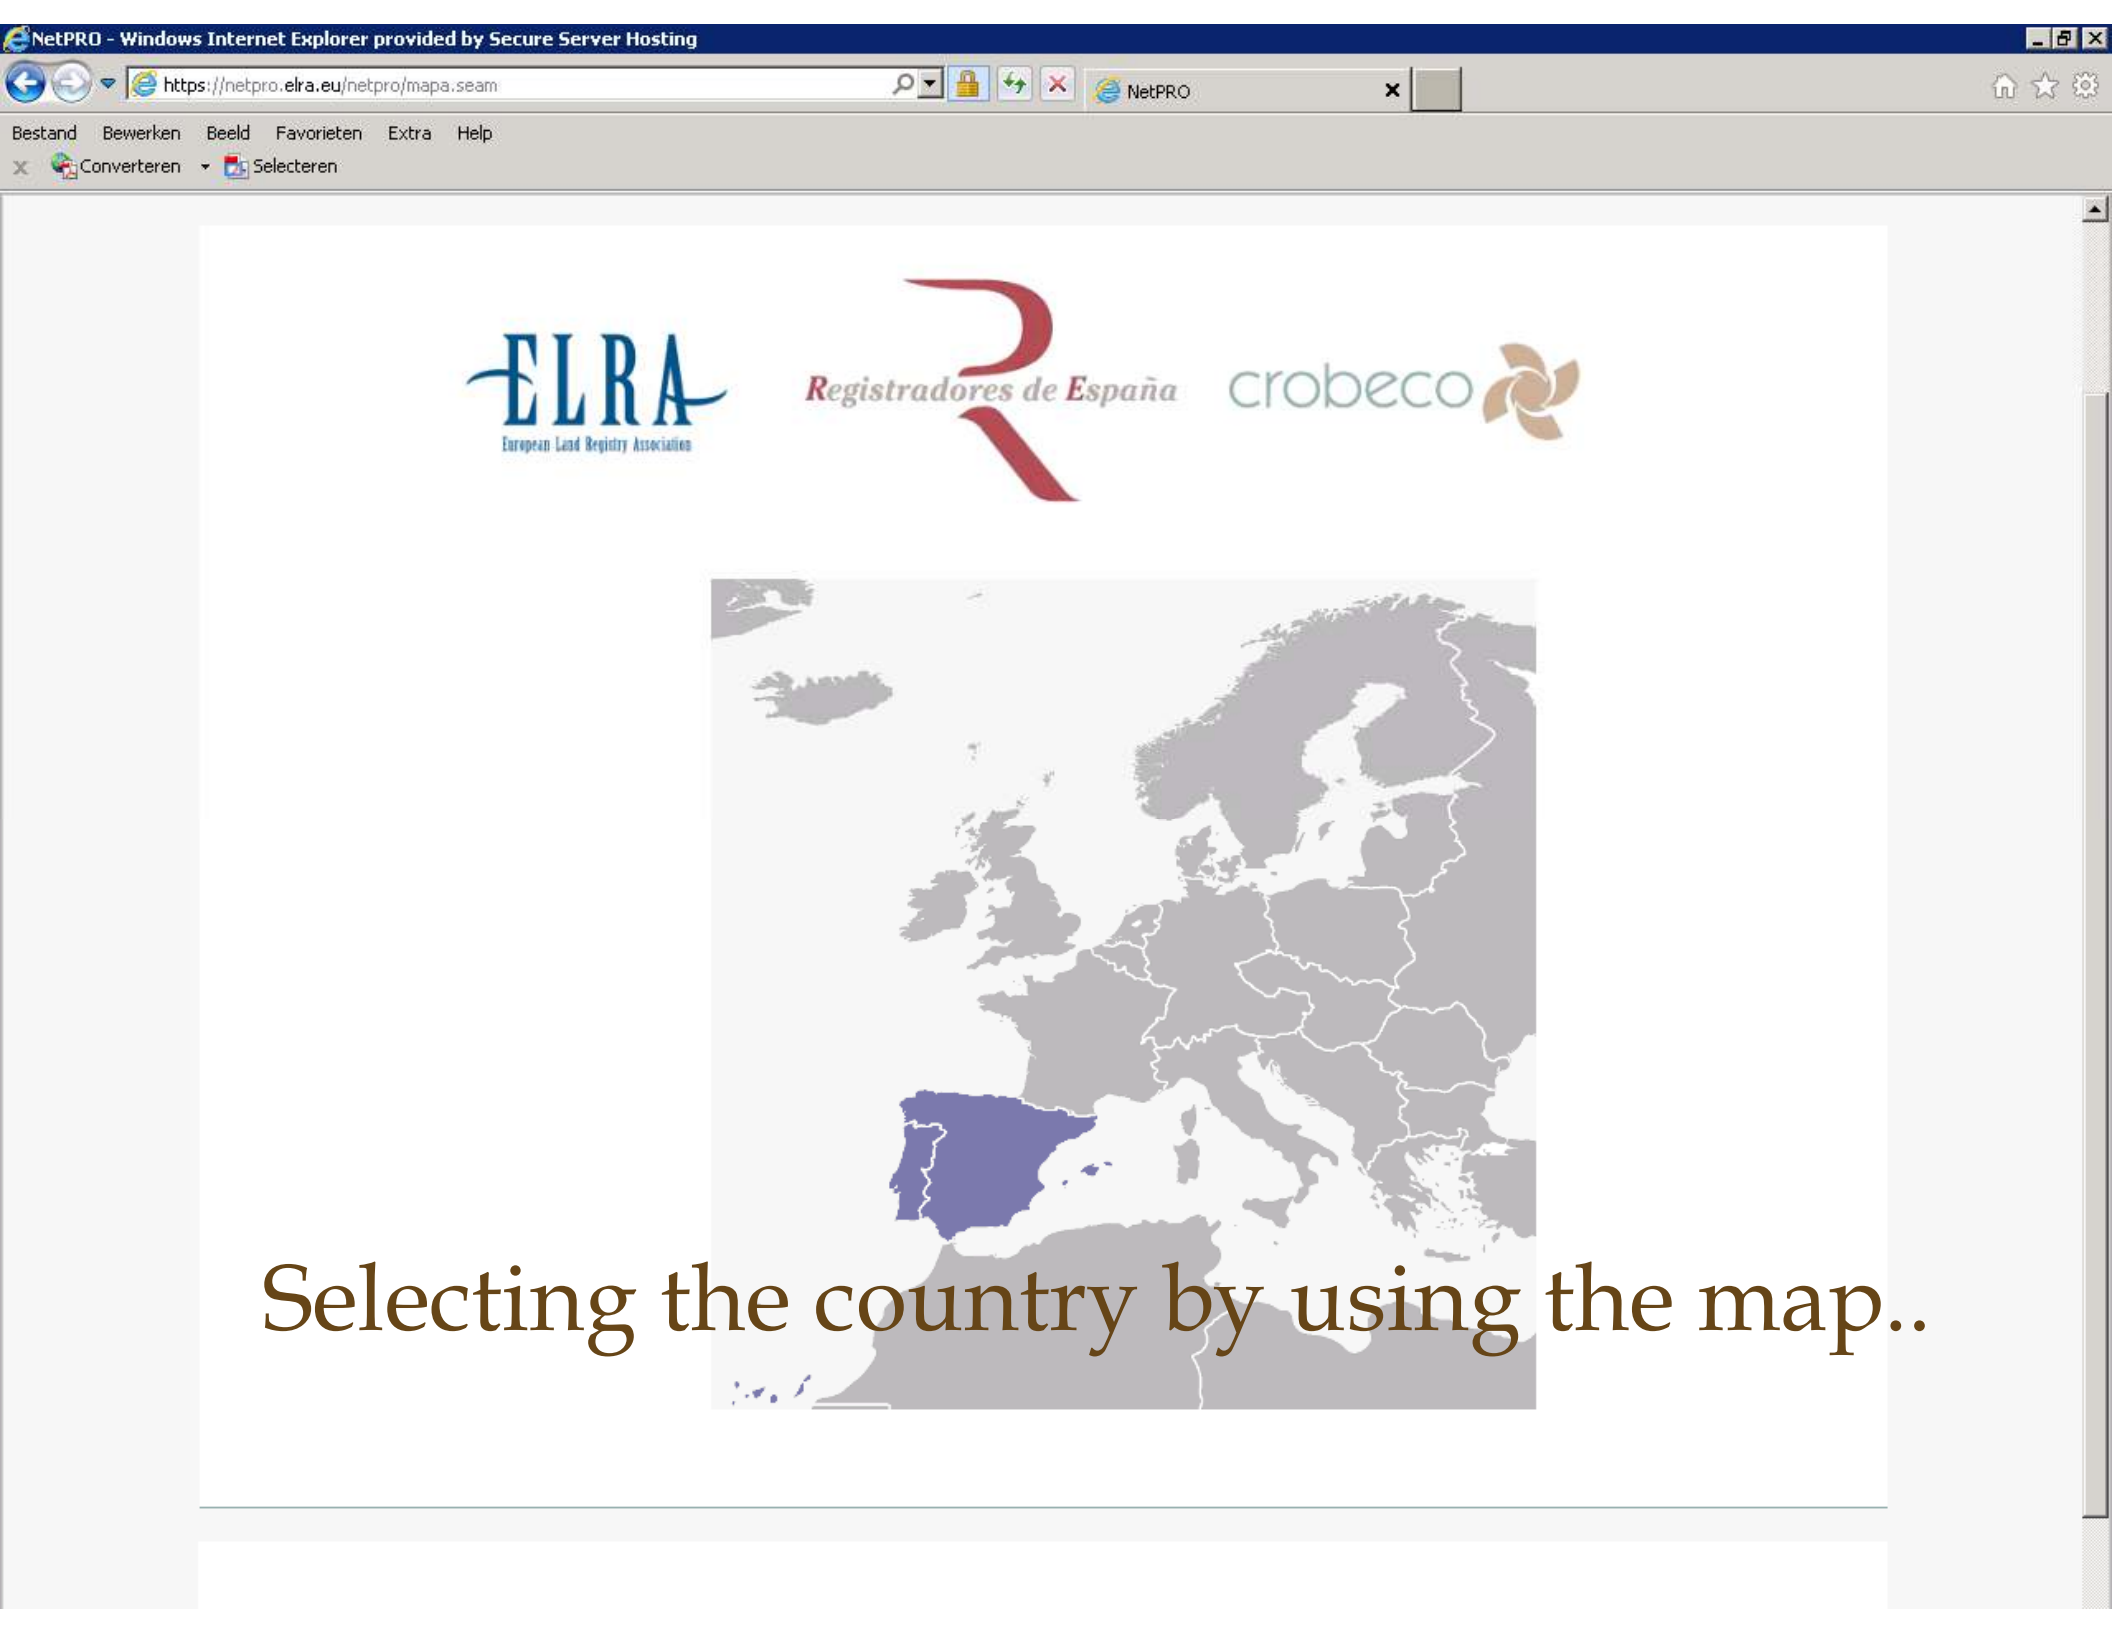 NetPRO - Windows Internet Explorer provided by Secure Server Hosting
https://netpro.elra.eu/netpro/mapa.seam
NetPRO
Bestand Bewerken Beeld Favorieten Extra Help
Converteren Selecteren
ELRA
European Land Registry Association
Registradores de España
crobeco
Selecting the country by using the map..